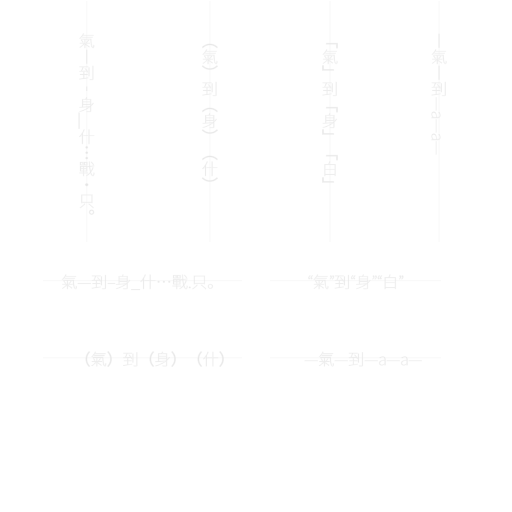 氣—到–身_什…戰.只。
（氣）到（身）（什）
「氣」到「身」「白」
—氣—到—a—a—
氣—到–身_什…戰.只。
"氣"到"身""白"
（氣）到（身）（什）
—氣—到—a—a—